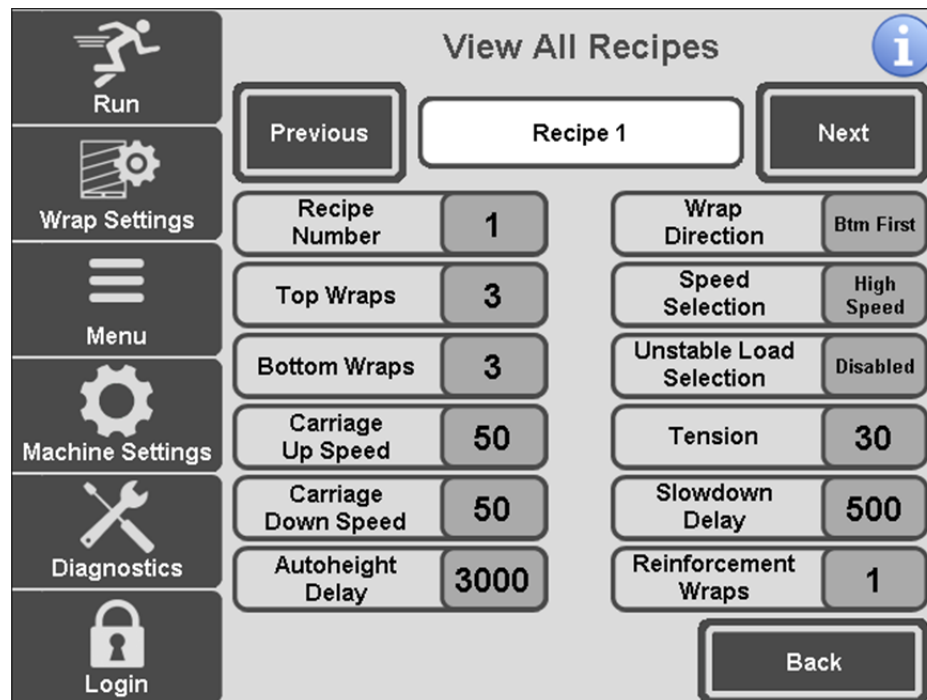 Run
Wrap Settings
Menu
Machine Settings
Diagnostics
Login
View All Recipes
i
Previous
Recipe 1
Next
Recipe
Number
1
Wrap
Direction
Btm First
Top Wraps
3
Speed
Selection
High
Speed
Bottom Wraps
3
Unstable Load
Selection
Disabled
Carriage
Up Speed
50
Tension
30
Carriage
Down Speed
50
Slowdown
Delay
500
Autoheight
Delay
3000
Reinforcement
Wraps
1
Back